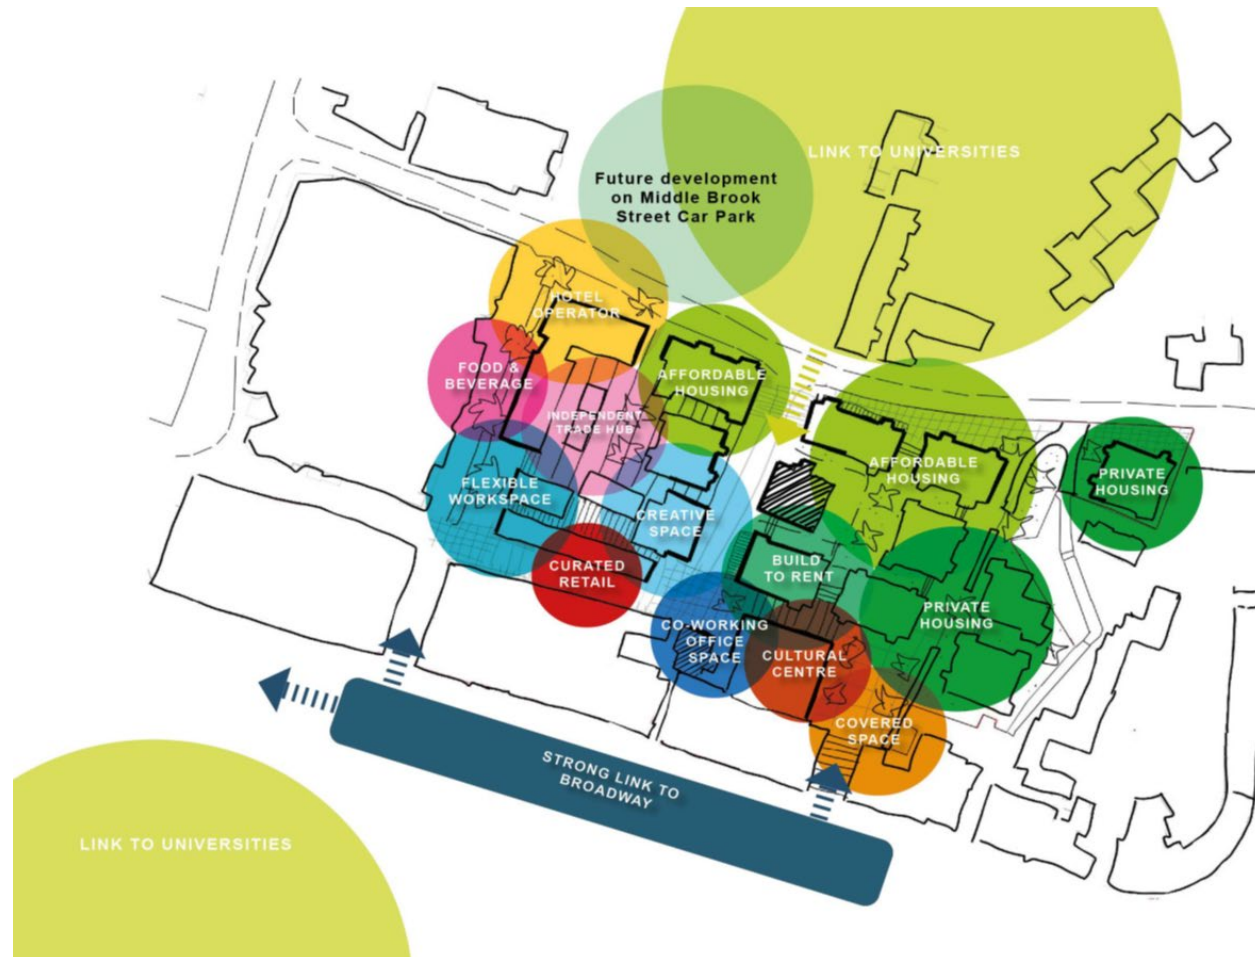 LINK TO UNIVERSITIES
Future development
on Middle Brook
Street Car Park
HOTEL
OPERATOR
FOOD &
BEVERAGE
AFFORDABLE
HOUSING
INDEPENDENT
TRADE HUB
AFFORDABLE
HOUSING
PRIVATE
HOUSING
FLEXIBLE
WORKSPACE
CREATIVE
SPACE
CURATED
RETAIL
BUILD
TO RENT
PRIVATE
HOUSING
CO-WORKING
OFFICE
SPACE
CULTURAL
CENTRE
COVERED
SPACE
STRONG LINK TO
BROADWAY
LINK TO UNIVERSITIES